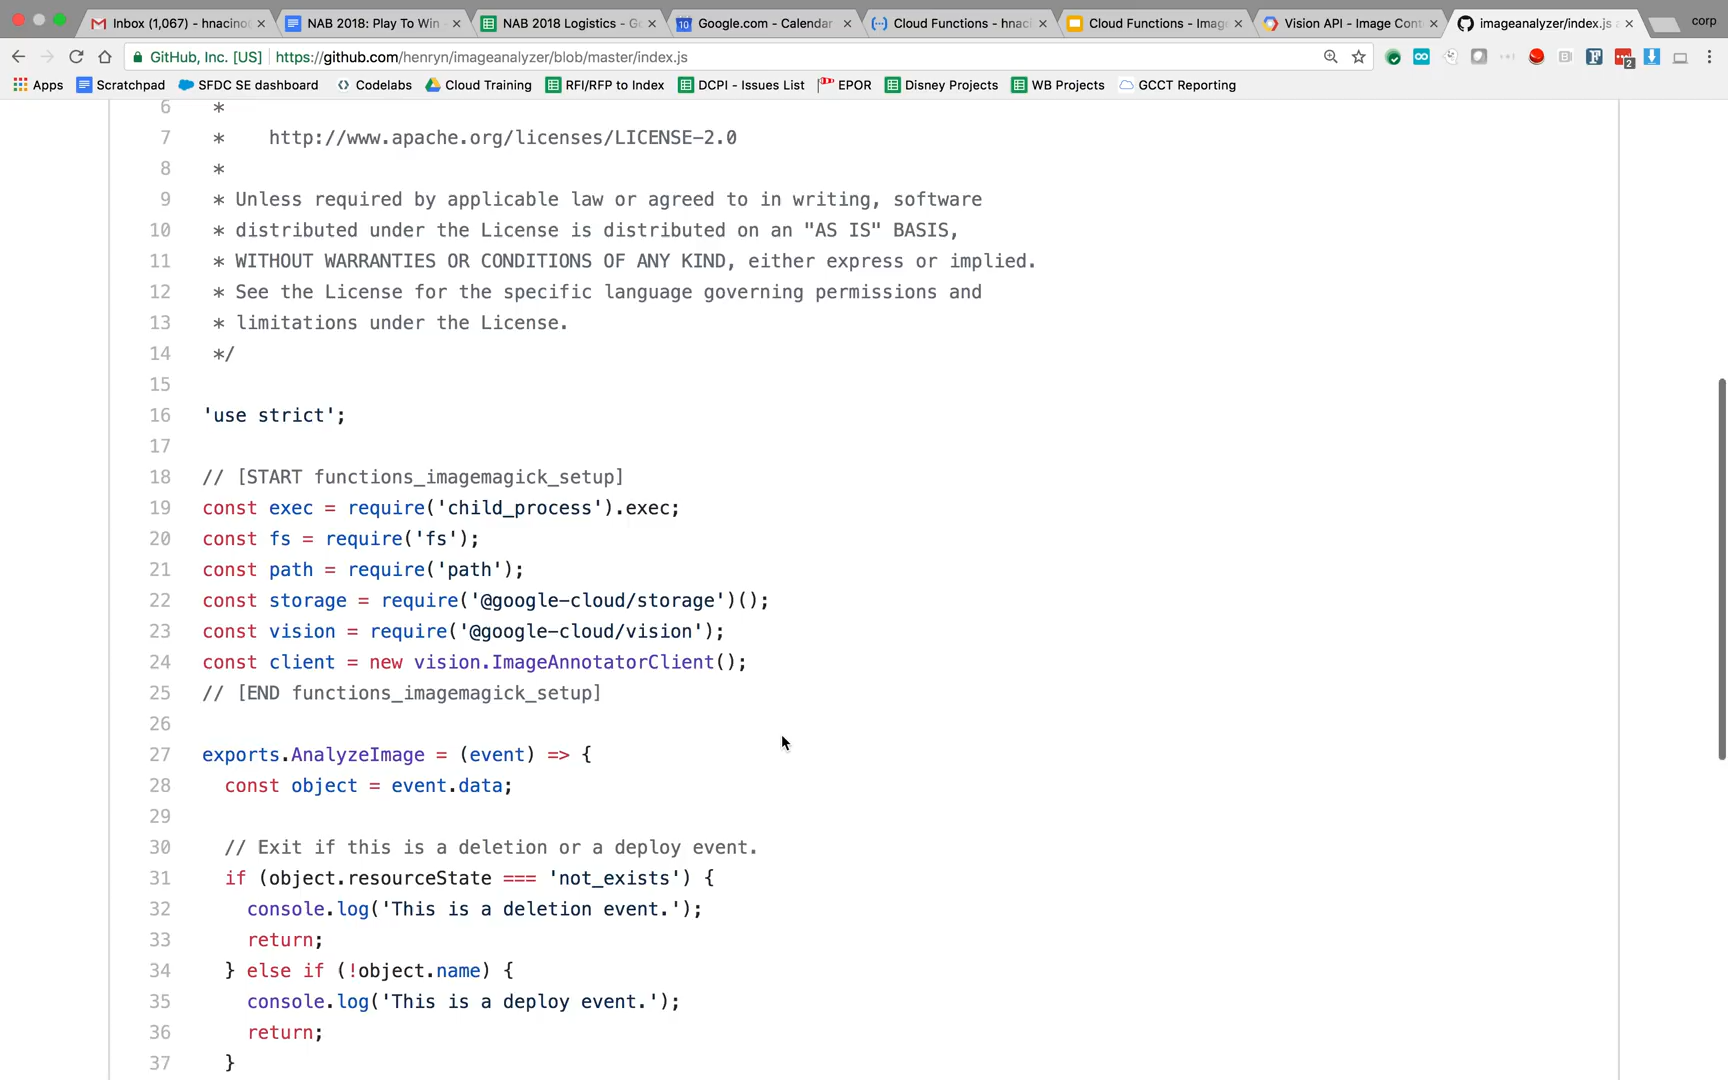 Inbox (1,067) - hnacino
NAB 2018: Play To Win -
NAB 2018 Logistics - G
Google.com - Calendar
Cloud Functions - hnaci
Cloud Functions - Imag
Vision API - Image Cont
imageanalyzer/index.js
corp
GitHub, Inc. [US]
https://github.com/henryn/imageanalyzer/blob/master/index.js
2
Apps
Scratchpad
SFDC SE dashboard
Codelabs
Cloud Training
RFI/RFP to Index
DCPI - Issues List
EPOR
Disney Projects
WB Projects
GCCT Reporting
6 *
7 * http://www.apache.org/licenses/LICENSE-2.0
8 *
9 * Unless required by applicable law or agreed to in writing, software
10 * distributed under the License is distributed on an "AS IS" BASIS,
11 * WITHOUT WARRANTIES OR CONDITIONS OF ANY KIND, either express or implied.
12 * See the License for the specific language governing permissions and
13 * limitations under the License.
14 */
15
16 'use strict';
17
18 // [START functions_imagemagick_setup]
19 const exec = require('child_process').exec;
20 const fs = require('fs');
21 const path = require('path');
22 const storage = require('@google-cloud/storage')();
23 const vision = require('@google-cloud/vision');
24 const client = new vision.ImageAnnotatorClient();
25 // [END functions_imagemagick_setup]
26
27 exports.AnalyzeImage = (event) => {
28 const object = event.data;
29
30 // Exit if this is a deletion or a deploy event.
31 if (object.resourceState === 'not_exists') {
32 console.log('This is a deletion event.');
33 return;
34 } else if (!object.name) {
35 console.log('This is a deploy event.');
36 return;
37 }